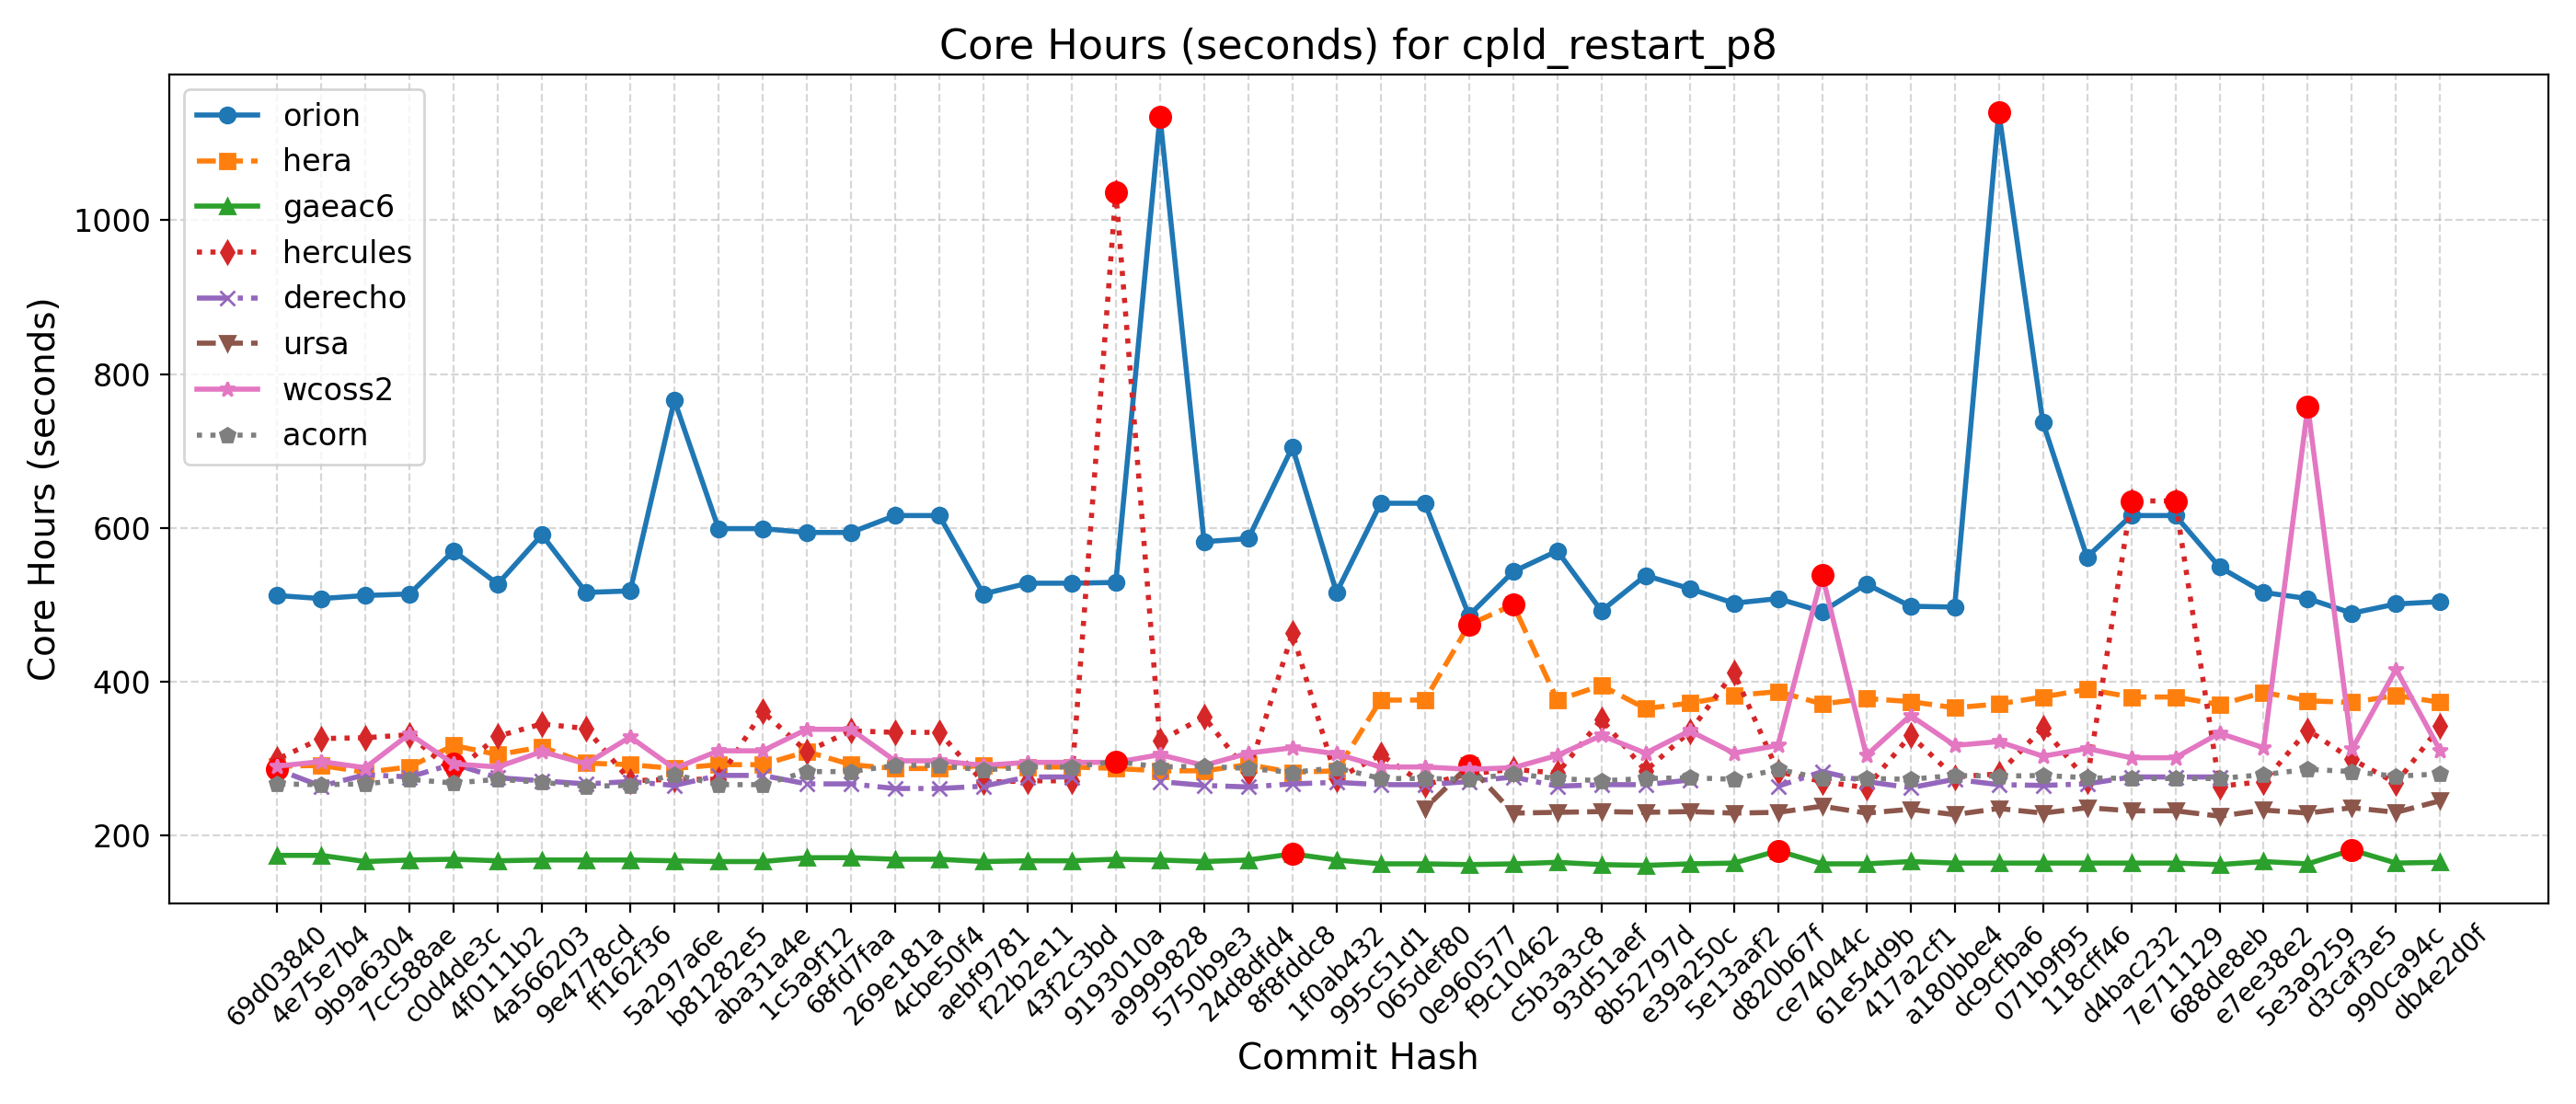 Core Hours (seconds) for cpld_restart_p8
orion
hera
gaeac6
hercules
derecho
ursa
wcoss2
acorn
Core Hours (seconds)
1000
800
600
400
200
69d03840
4e75e7b4
9b9a6304
7cc588ae
c0d4de3c
4f0111b2
4a566203
9e4778cd
ff162f36
5a297a6e
b81282e5
aba31a4e
1c5a9f12
68fd7faa
269e181a
4cbe50f4
aebf9781
f22b2e11
43f2c3bd
9193010a
a9999828
5750b9e3
24d8dfd4
8f8fddc8
1f0ab432
995c51d1
065def80
0e960577
f9c10462
c5b3a3c8
93d51aef
8b52797d
e39a250c
5e13aaf2
d820b67f
ce74044c
61e54d9b
417a2cf1
a180bbe4
dc9cfba6
071b9f95
118cff46
d4bac232
7e711129
688de8eb
e7ee38e2
5e3a9259
d3caf3e5
990ca94c
db4e2d0f
Commit Hash